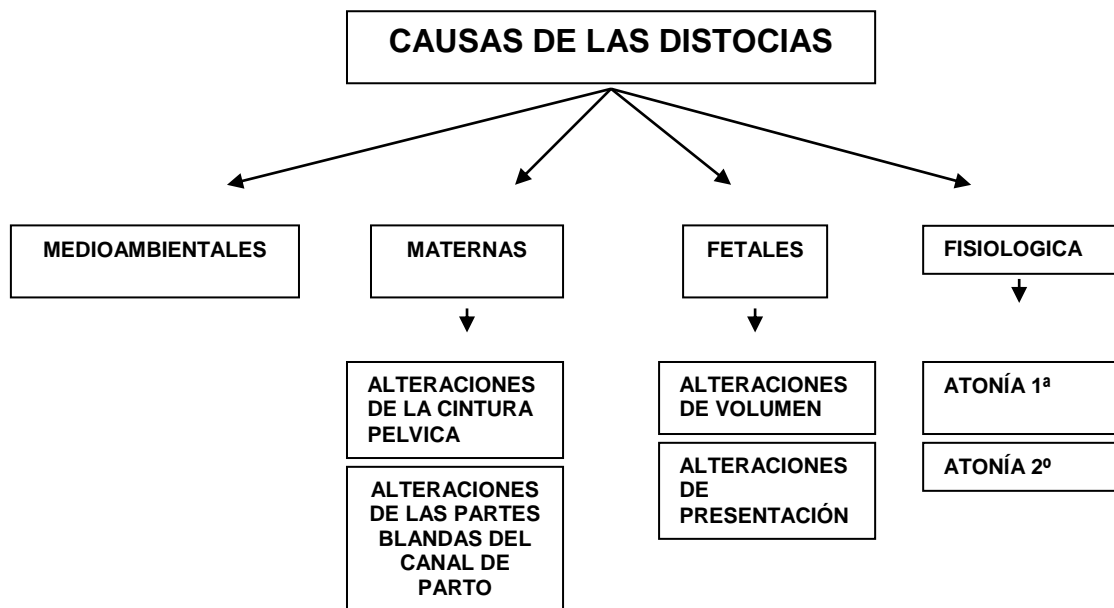 CAUSAS DE LAS DISTOCIAS
MEDIOAMBIENTALES
MATERNAS
FETALES
FISIOLOGICA
ALTERACIONES
DE LA CINTURA
PELVICA
ALTERACIONES
DE LAS PARTES
BLANDAS DEL
CANAL DE
PARTO
ALTERACIONES
DE VOLUMEN
ALTERACIONES
DE
PRESENTACIÓN
ATONÍA 1ª
ATONÍA 2º